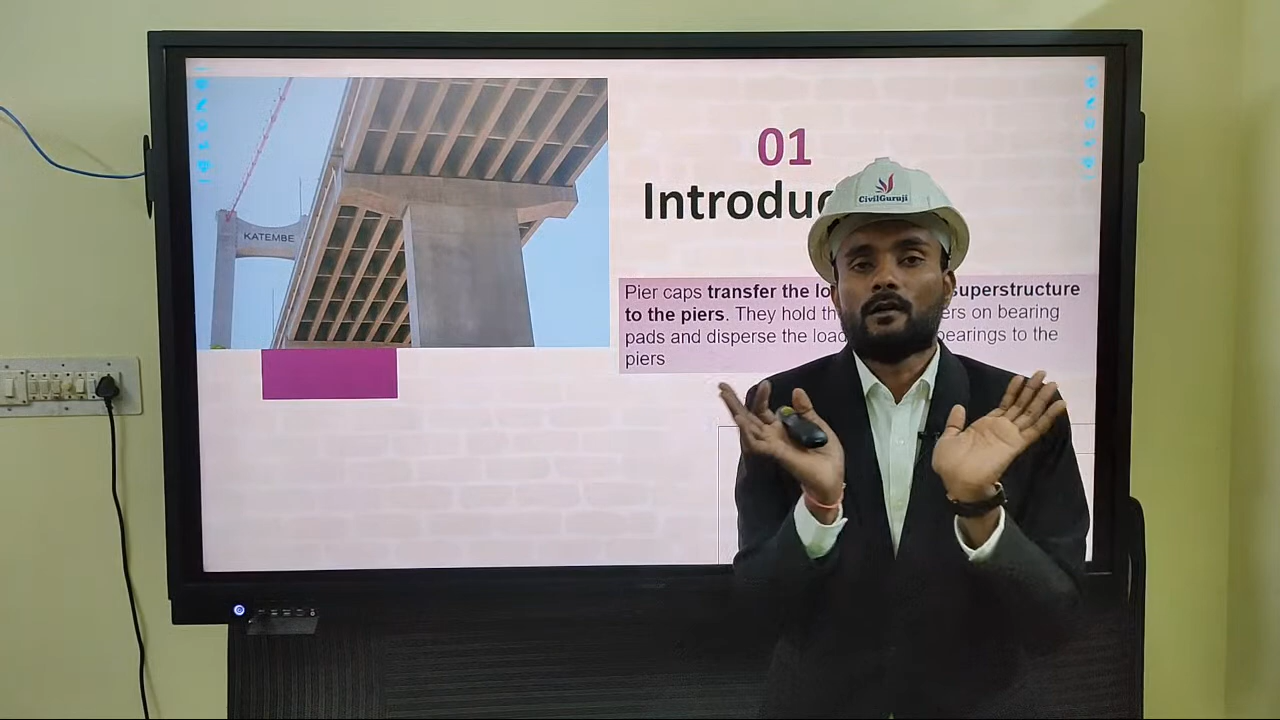 KATEMBE
01
Introduc
CivilGuruji
Pier caps transfer the lo superstructure
to the piers. They hold th ers on bearing
pads and disperse the load bearings to the
piers